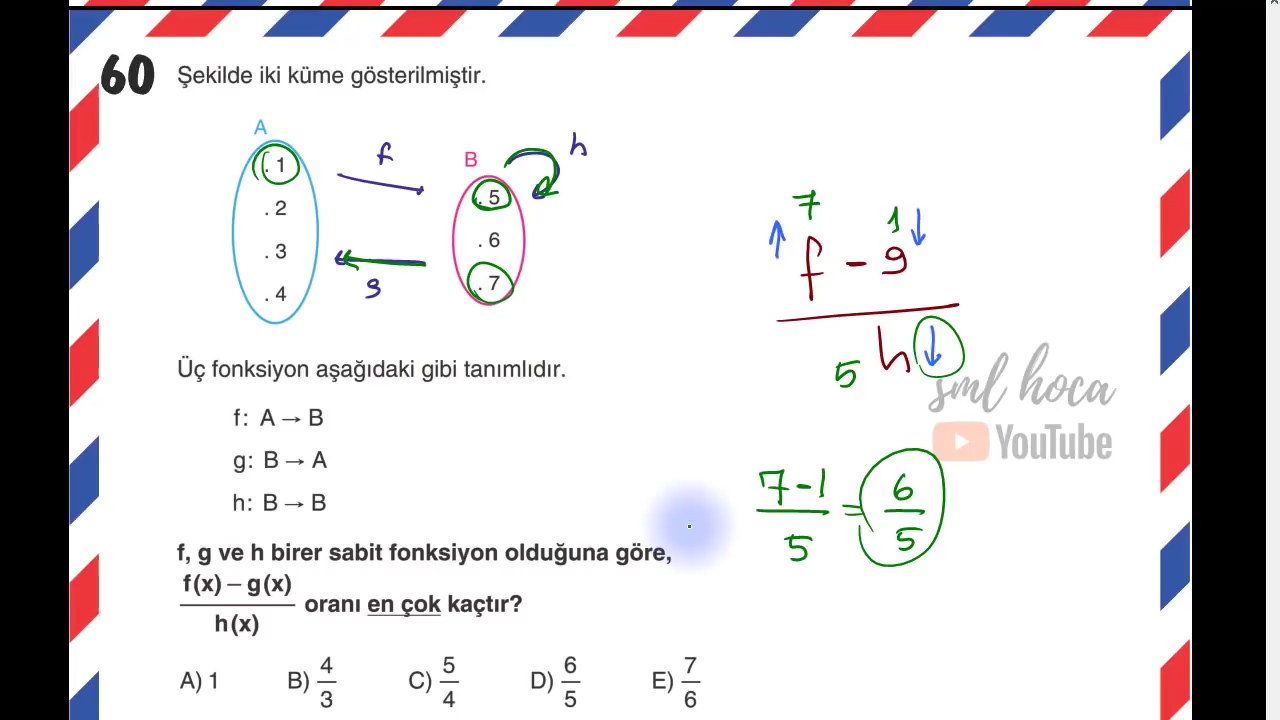 60 Şekilde iki küme gösterilmiştir.
A
f
B
h
. 1
. 2
. 3
. 4
. 5
. 6
. 7
g
7 1
f - g
h
5
sml hoca
YouTube
Üç fonksiyon aşağıdaki gibi tanımlıdır.
f: A → B
g: B → A
h: B → B
7 - 1 / 5 = 6 / 5
f, g ve h birer sabit fonksiyon olduğuna göre,
f(x) – g(x)
h(x)
oranı en çok kaçtır?
A) 1 B) 4/3 C) 5/4 D) 6/5 E) 7/6